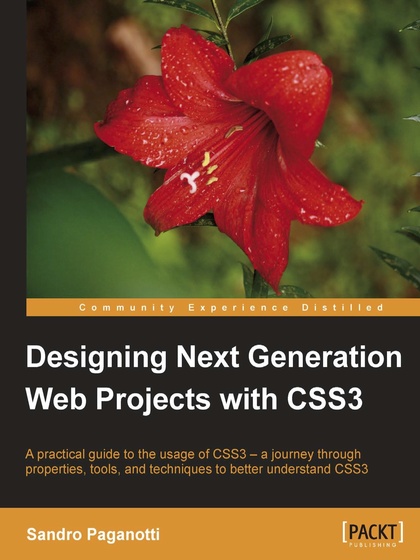 Community Experience Distilled
Designing Next Generation
Web Projects with CSS3
A practical guide to the usage of CSS3 – a journey through
properties, tools, and techniques to better understand CSS3
Sandro Paganotti
[PACKT]
PUBLISHING